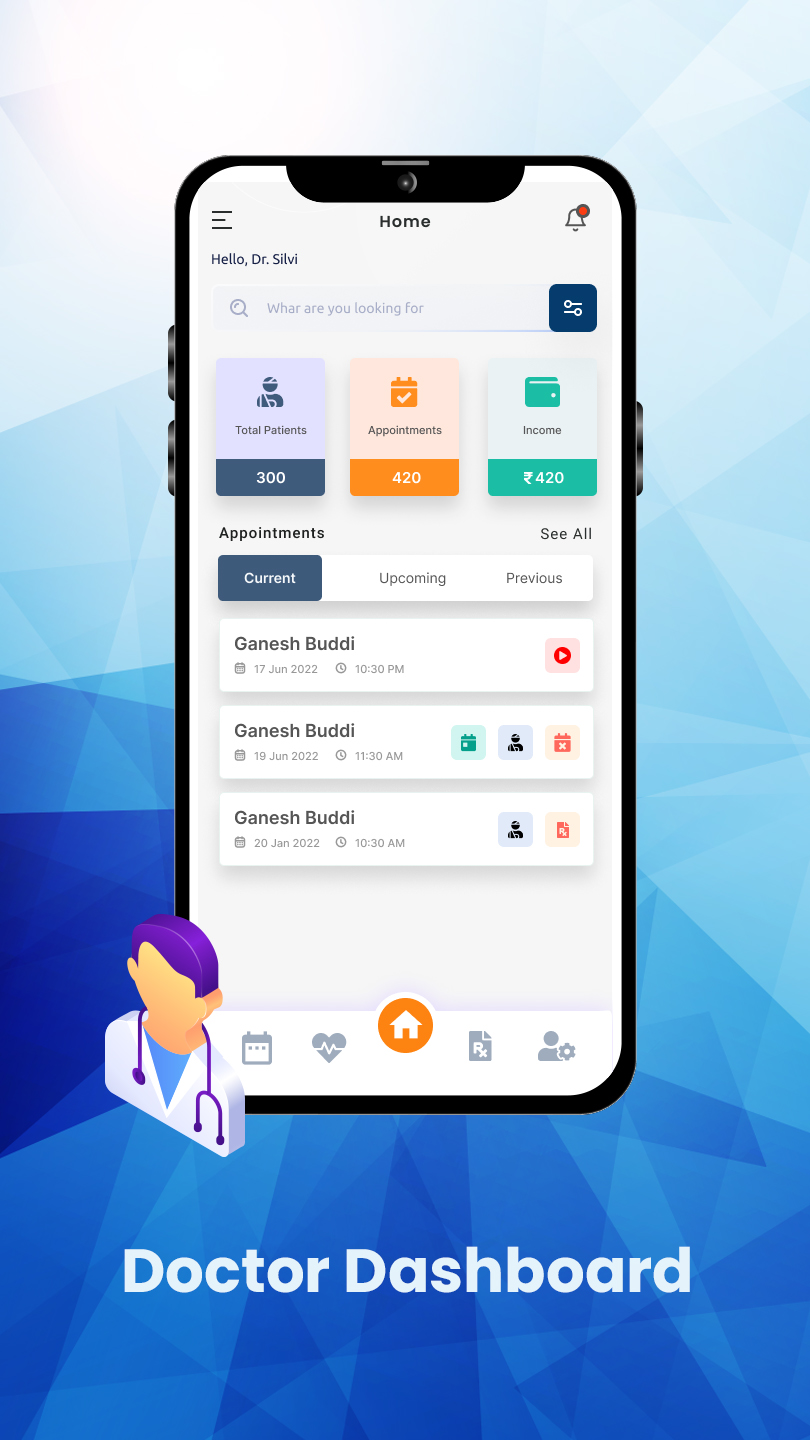 Home
Hello, Dr. Silvi
Whar are you looking for
Total Patients
Appointments
Income
300
420
₹420
Appointments
See All
Current
Upcoming
Previous
Ganesh Buddi
17 Jun 2022
10:30 PM
Ganesh Buddi
19 Jun 2022
11:30 AM
Ganesh Buddi
20 Jan 2022
10:30 AM
Doctor Dashboard